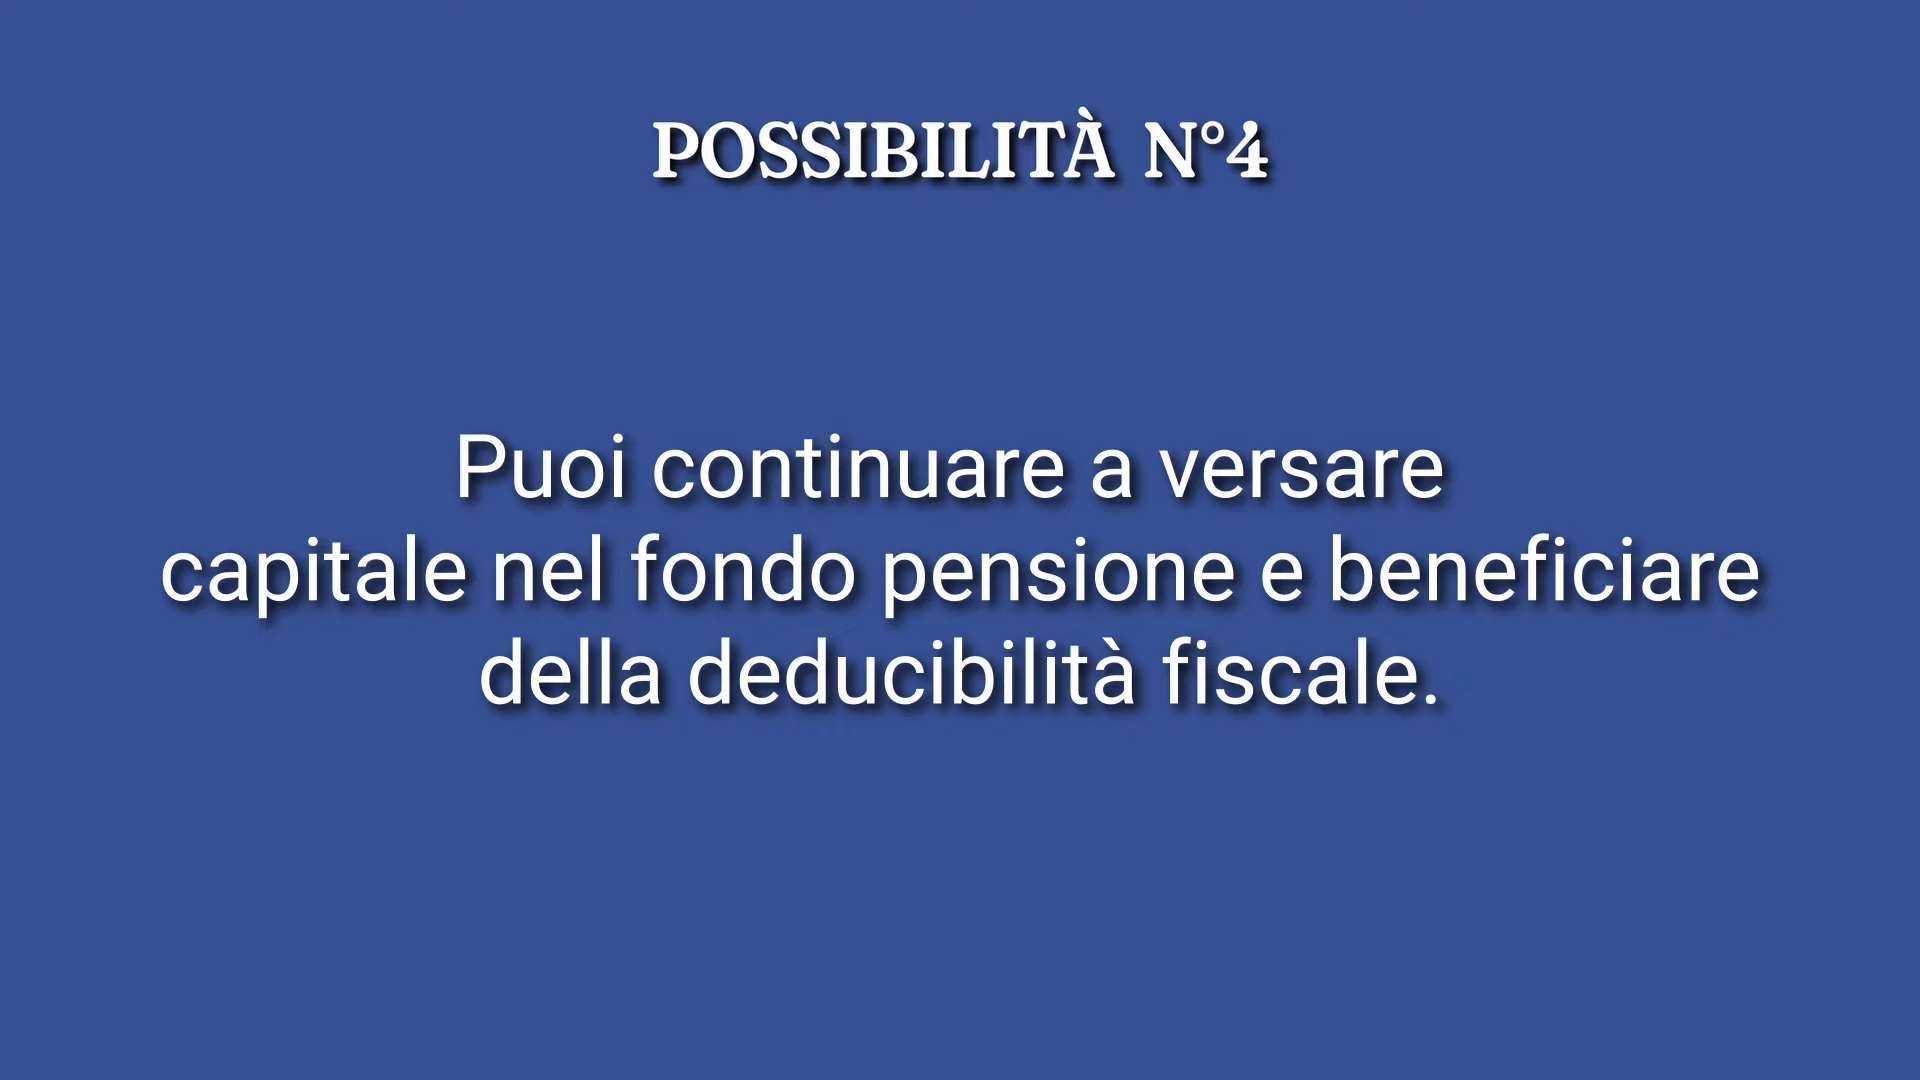 POSSIBILITÀ N°4
Puoi continuare a versare
capitale nel fondo pensione e beneficiare
della deducibilità fiscale.